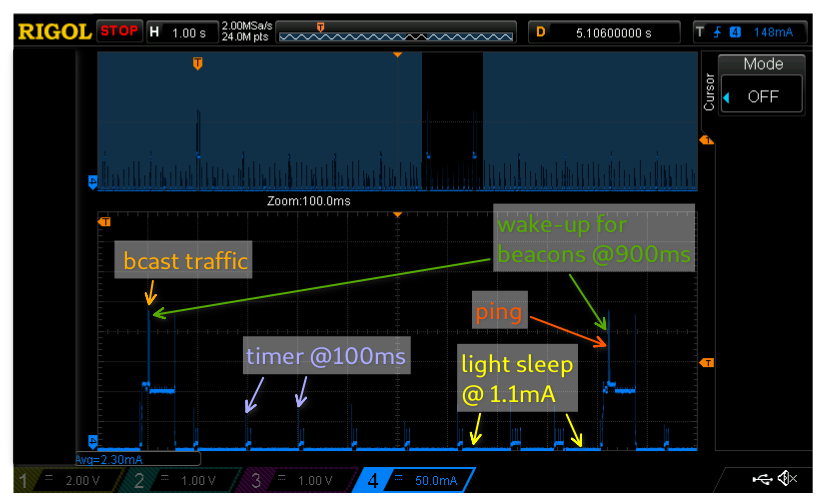 RIGOL STOP H 1.00 s 2.00MSa/s 24.0M pts T D 5.10600000 s T 4 148mA
Mode
OFF
Cursor
T
T
4
Zoom:100.0ms
T
wake-up for
beacons @900ms
bcast traffic
ping
timer @100ms
T
light sleep
@ 1.1mA
4
Avg=2.30mA
1 = 2.00 V 2 = 1.00 V 3 = 1.00 V 4 = 50.0mA